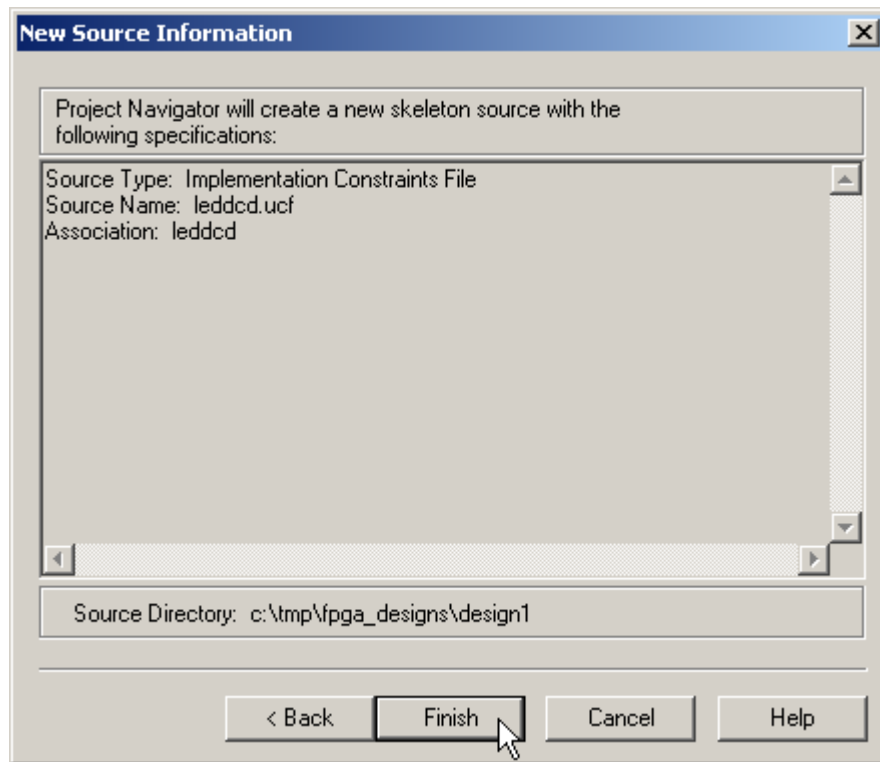 New Source Information
Project Navigator will create a new skeleton source with the
following specifications:
Source Type:  Implementation Constraints File
Source Name:  leddcd.ucf
Association:  leddcd
Source Directory:  c:\tmp\fpga_designs\design1
< Back
Finish
Cancel
Help